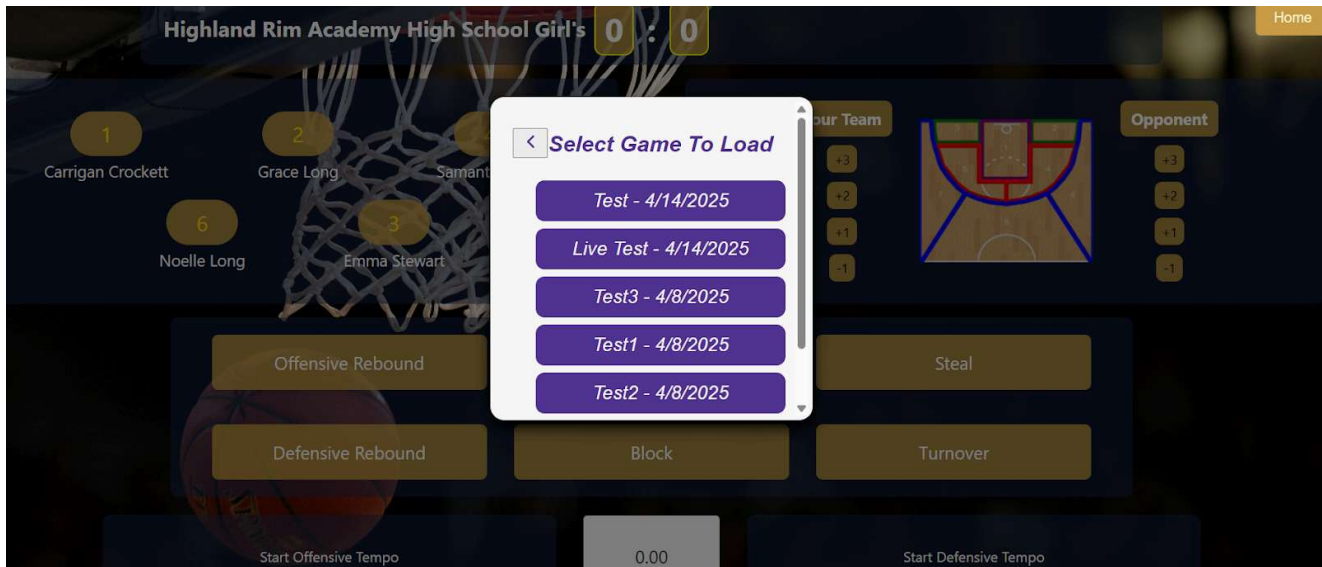 Highland Rim Academy High School Girl's 0 : 0
Home
1
Carrigan Crockett
2
Grace Long
6
Noelle Long
3
Emma Stewart
< Select Game To Load
Test - 4/14/2025
Live Test - 4/14/2025
Test3 - 4/8/2025
Test1 - 4/8/2025
Test2 - 4/8/2025
Team
+3
+2
+1
-1
Opponent
+3
+2
+1
-1
Offensive Rebound
Steal
Defensive Rebound
Block
Turnover
Start Offensive Tempo
0.00
Start Defensive Tempo